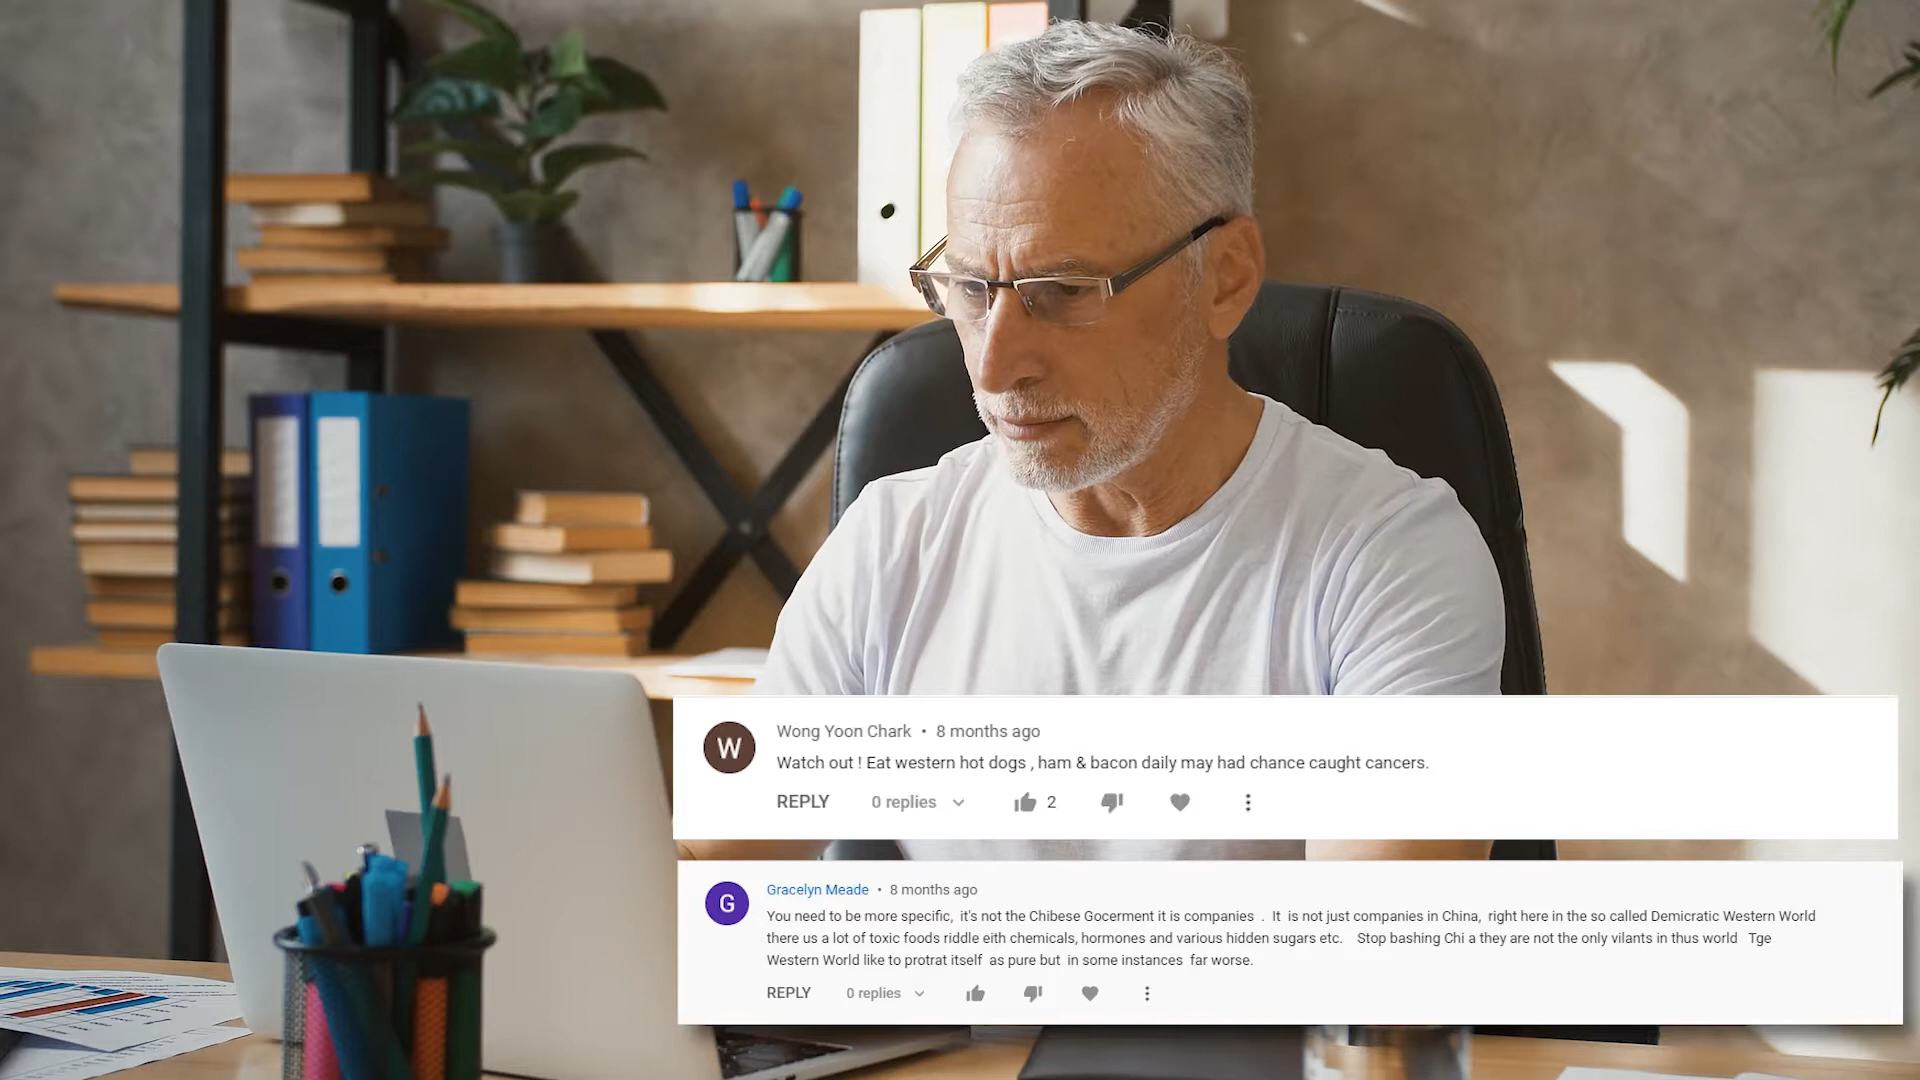 W
Wong Yoon Chark • 8 months ago
Watch out ! Eat western hot dogs , ham & bacon daily may had chance caught cancers.
REPLY 0 replies 2
G
Gracelyn Meade • 8 months ago
You need to be more specific, it's not the Chibese Gocerment it is companies . It is not just companies in China, right here in the so called Demicratic Western World
there us a lot of toxic foods riddle eith chemicals, hormones and various hidden sugars etc. Stop bashing Chi a they are not the only vilants in thus world Tge
Western World like to protrat itself as pure but in some instances far worse.
REPLY 0 replies